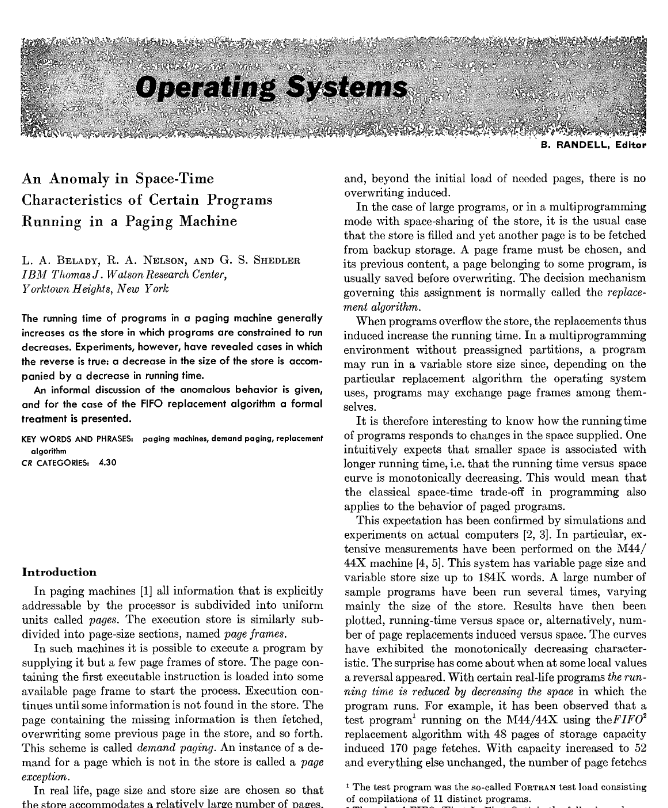 Operating Systems
B. RANDELL, Editor
An Anomaly in Space-Time
Characteristics of Certain Programs
Running in a Paging Machine
L. A. BELADY, R. A. NELSON, AND G. S. SHEDLER
IBM Thomas J. Watson Research Center,
Yorktown Heights, New York
The running time of programs in a paging machine generally
increases as the store in which programs are constrained to run
decreases. Experiments, however, have revealed cases in which
the reverse is true: a decrease in the size of the store is accom-
panied by a decrease in running time.
An informal discussion of the anomalous behavior is given,
and for the case of the FIFO replacement algorithm a formal
treatment is presented.
KEY WORDS AND PHRASES: paging machines, demand paging, replacement
algorithm
CR CATEGORIES: 4.30
Introduction
In paging machines [1] all information that is explicitly
addressable by the processor is subdivided into uniform
units called pages. The execution store is similarly sub-
divided into page-size sections, named page frames.
In such machines it is possible to execute a program by
supplying it but a few page frames of store. The page con-
taining the first executable instruction is loaded into some
available page frame to start the process. Execution con-
tinues until some information is not found in the store. The
page containing the missing information is then fetched,
overwriting some previous page in the store, and so forth.
This scheme is called demand paging. An instance of a de-
mand for a page which is not in the store is called a page
exception.
In real life, page size and store size are chosen so that
the store accommodates a relatively large number of pages,
and, beyond the initial load of needed pages, there is no
overwriting induced.
In the case of large programs, or in a multiprogramming
mode with space-sharing of the store, it is the usual case
that the store is filled and yet another page is to be fetched
from backup storage. A page frame must be chosen, and
its previous content, a page belonging to some program, is
usually saved before overwriting. The decision mechanism
governing this assignment is normally called the replace-
ment algorithm.
When programs overflow the store, the replacements thus
induced increase the running time. In a multiprogramming
environment without preassigned partitions, a program
may run in a variable store size since, depending on the
particular replacement algorithm the operating system
uses, programs may exchange page frames among them-
selves.
It is therefore interesting to know how the running time
of programs responds to changes in the space supplied. One
intuitively expects that smaller space is associated with
longer running time, i.e. that the running time versus space
curve is monotonically decreasing. This would mean that
the classical space-time trade-off in programming also
applies to the behavior of paged programs.
This expectation has been confirmed by simulations and
experiments on actual computers [2, 3]. In particular, ex-
tensive measurements have been performed on the M44/
44X machine [4, 5]. This system has variable page size and
variable store size up to 184K words. A large number of
sample programs have been run several times, varying
mainly the size of the store. Results have then been
plotted, running-time versus space or, alternatively, num-
ber of page replacements induced versus space. The curves
have exhibited the monotonically decreasing character-
istic. The surprise has come about when at some local values
a reversal appeared. With certain real-life programs the run-
ning time is reduced by decreasing the space in which the
program runs. For example, it has been observed that a
test program¹ running on the M44/44X using the FIFO²
replacement algorithm with 48 pages of storage capacity
induced 170 page fetches. With capacity increased to 52
and everything else unchanged, the number of page fetches
¹ The test program was the so-called FORTRAN test load consisting
of compilations of 11 distinct programs.